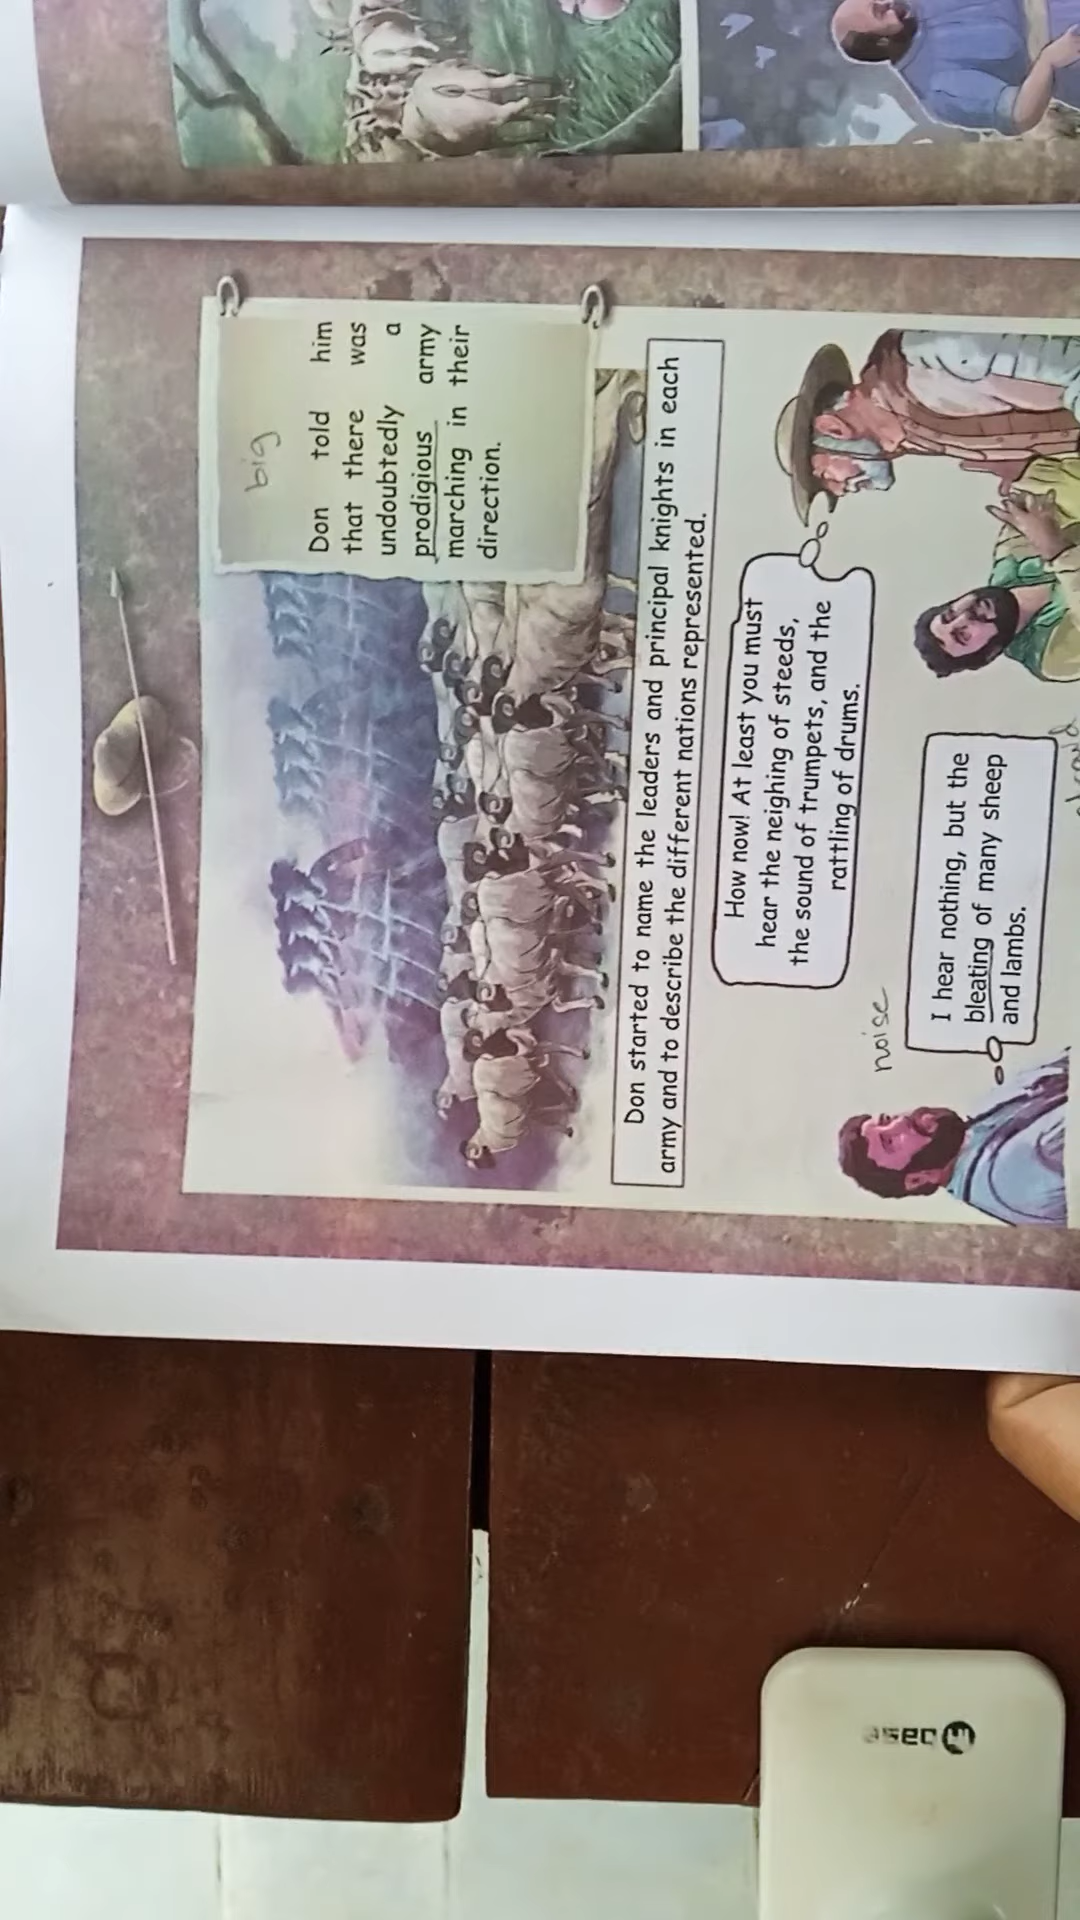 big
Don told him
that there was
undoubtedly a
prodigious army
marching in their
direction.
Don started to name the leaders and principal knights in each
army and to describe the different nations represented.
How now! At least you must
hear the neighing of steeds,
the sound of trumpets, and the
rattling of drums.
noise
I hear nothing, but the
bleating of many sheep
and lambs.